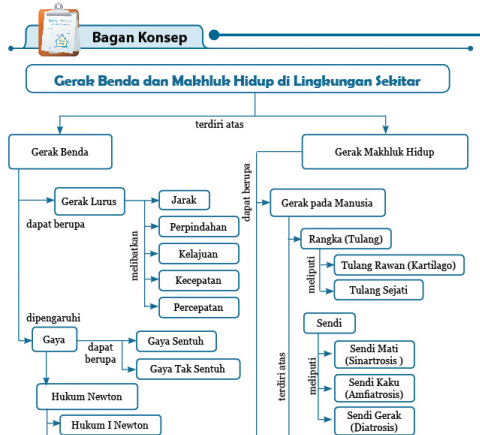 Bagan Konsep
Gerak Benda dan Makhluk Hidup di Lingkungan Sekitar
terdiri atas
Gerak Benda
Gerak Makhluk Hidup
dapat berupa
Gerak Lurus
dapat berupa
melibatkan
Jarak
Perpindahan
Kelajuan
Kecepatan
Percepatan
dipengaruhi
Gaya
dapat
berupa
Gaya Sentuh
Gaya Tak Sentuh
Hukum Newton
Hukum I Newton
Gerak pada Manusia
terdiri atas
Rangka (Tulang)
meliputi
Tulang Rawan (Kartilago)
Tulang Sejati
Sendi
meliputi
Sendi Mati
(Sinartrosis )
Sendi Kaku
(Amfiatrosis)
Sendi Gerak
(Diatrosis)